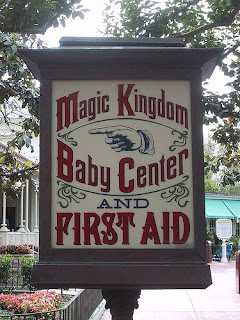 Magic Kingdom
Baby Center
AND
FIRST AID